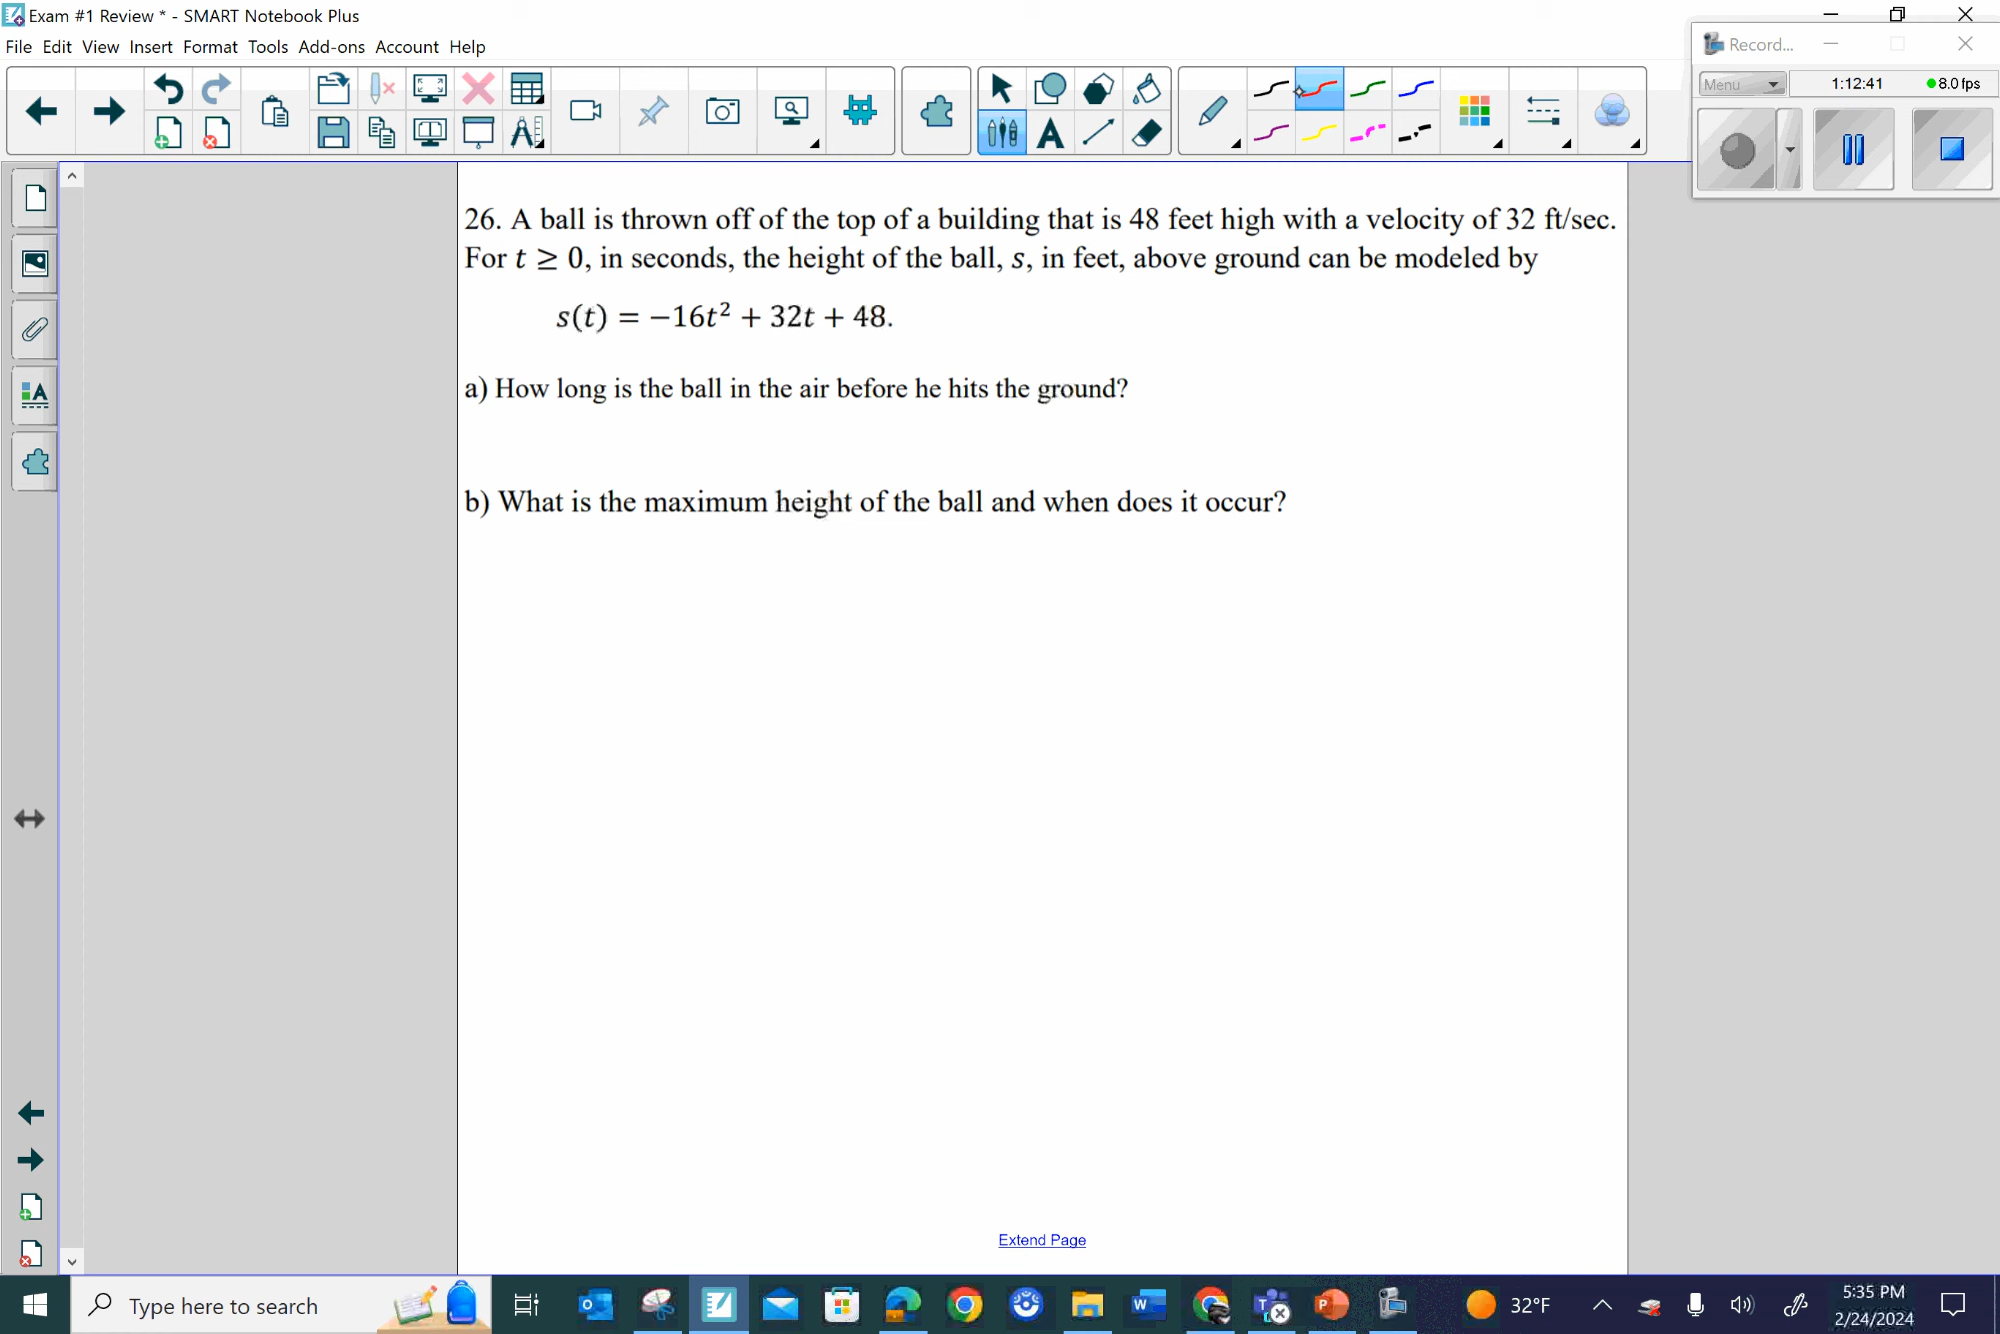 Exam #1 Review * - SMART Notebook Plus
File Edit View Insert Format Tools Add-ons Account Help
Record...
Menu 1:12:41 8.0 fps
26. A ball is thrown off of the top of a building that is 48 feet high with a velocity of 32 ft/sec.
For t ≥ 0, in seconds, the height of the ball, s, in feet, above ground can be modeled by
s(t) = −16t² + 32t + 48.
a) How long is the ball in the air before he hits the ground?
b) What is the maximum height of the ball and when does it occur?
Extend Page
Type here to search
32°F
5:35 PM
2/24/2024